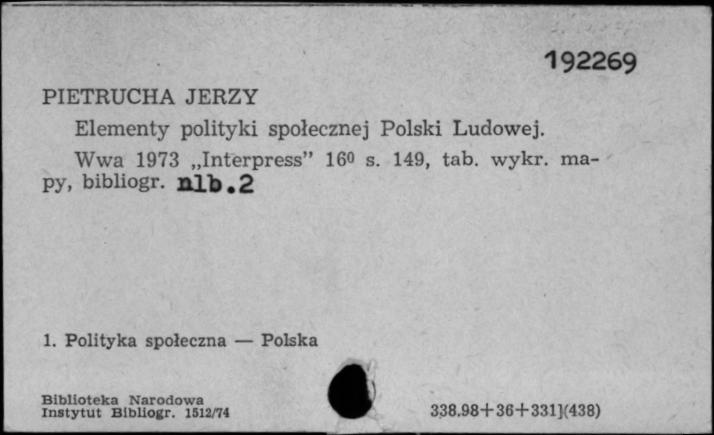 192269
PIETRUCHA JERZY
Elementy polityki społecznej Polski Ludowej.
Wwa 1973 „Interpress” 16⁰ s. 149, tab. wykr. ma-
py, bibliogr. nlb.2
1. Polityka społeczna — Polska
Biblioteka Narodowa
Instytut Bibliogr. 1512/74
338.98+36+331](438)